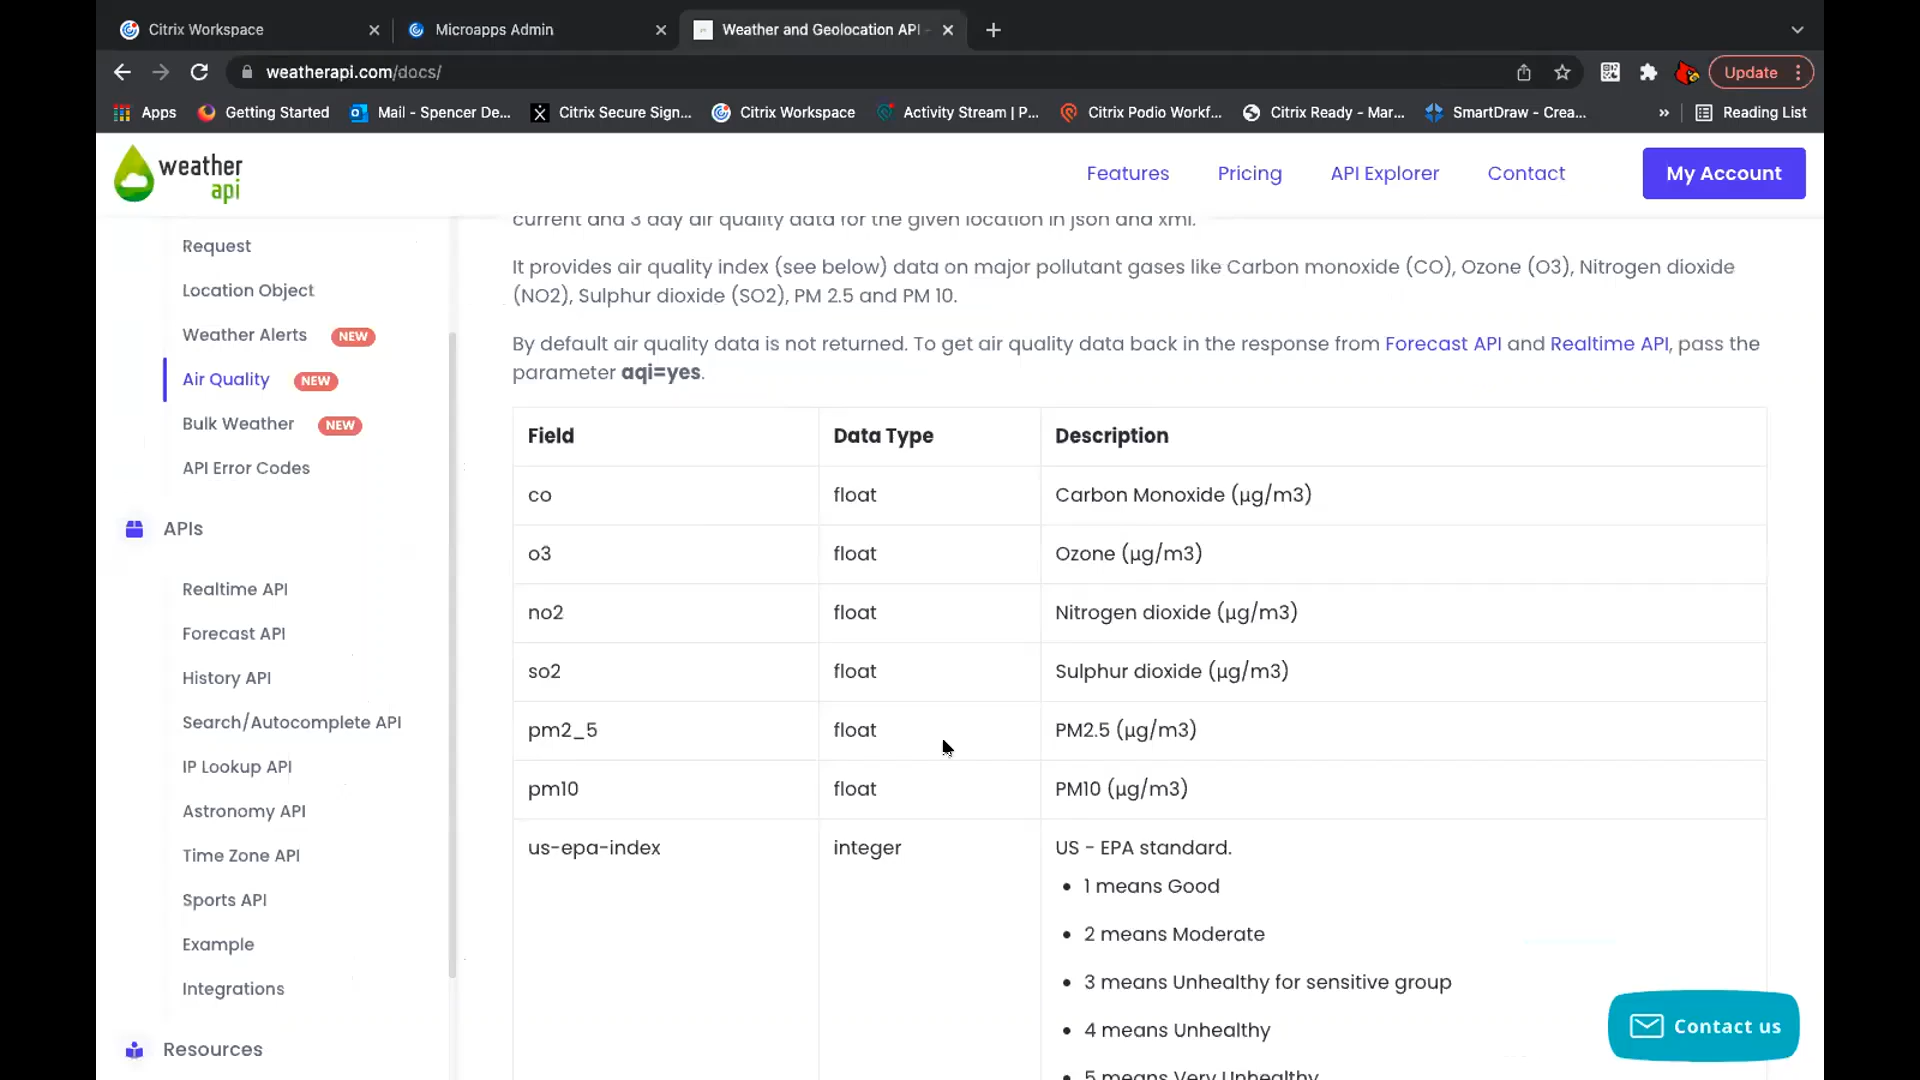 Citrix Workspace
Microapps Admin
Weather and Geolocation API -
weatherapi.com/docs/
Update
Apps
Getting Started
Mail - Spencer De...
Citrix Secure Sign...
Citrix Workspace
Activity Stream | P...
Citrix Podio Workf...
Citrix Ready - Mar...
SmartDraw - Crea...
»
Reading List
weather
api
Features
Pricing
API Explorer
Contact
My Account
Request
Location Object
Weather Alerts NEW
Air Quality NEW
Bulk Weather NEW
API Error Codes
APIs
Realtime API
Forecast API
History API
Search/Autocomplete API
IP Lookup API
Astronomy API
Time Zone API
Sports API
Example
Integrations
Resources
current and 3 day air quality data for the given location in json and xml.
It provides air quality index (see below) data on major pollutant gases like Carbon monoxide (CO), Ozone (O3), Nitrogen dioxide
(NO2), Sulphur dioxide (SO2), PM 2.5 and PM 10.
By default air quality data is not returned. To get air quality data back in the response from Forecast API and Realtime API, pass the
parameter aqi=yes.
Field Data Type Description
co float Carbon Monoxide (μg/m3)
o3 float Ozone (μg/m3)
no2 float Nitrogen dioxide (μg/m3)
so2 float Sulphur dioxide (μg/m3)
pm2_5 float PM2.5 (μg/m3)
pm10 float PM10 (μg/m3)
us-epa-index integer US - EPA standard.
• 1 means Good
• 2 means Moderate
• 3 means Unhealthy for sensitive group
• 4 means Unhealthy
• 5 means Very Unhealthy
Contact us